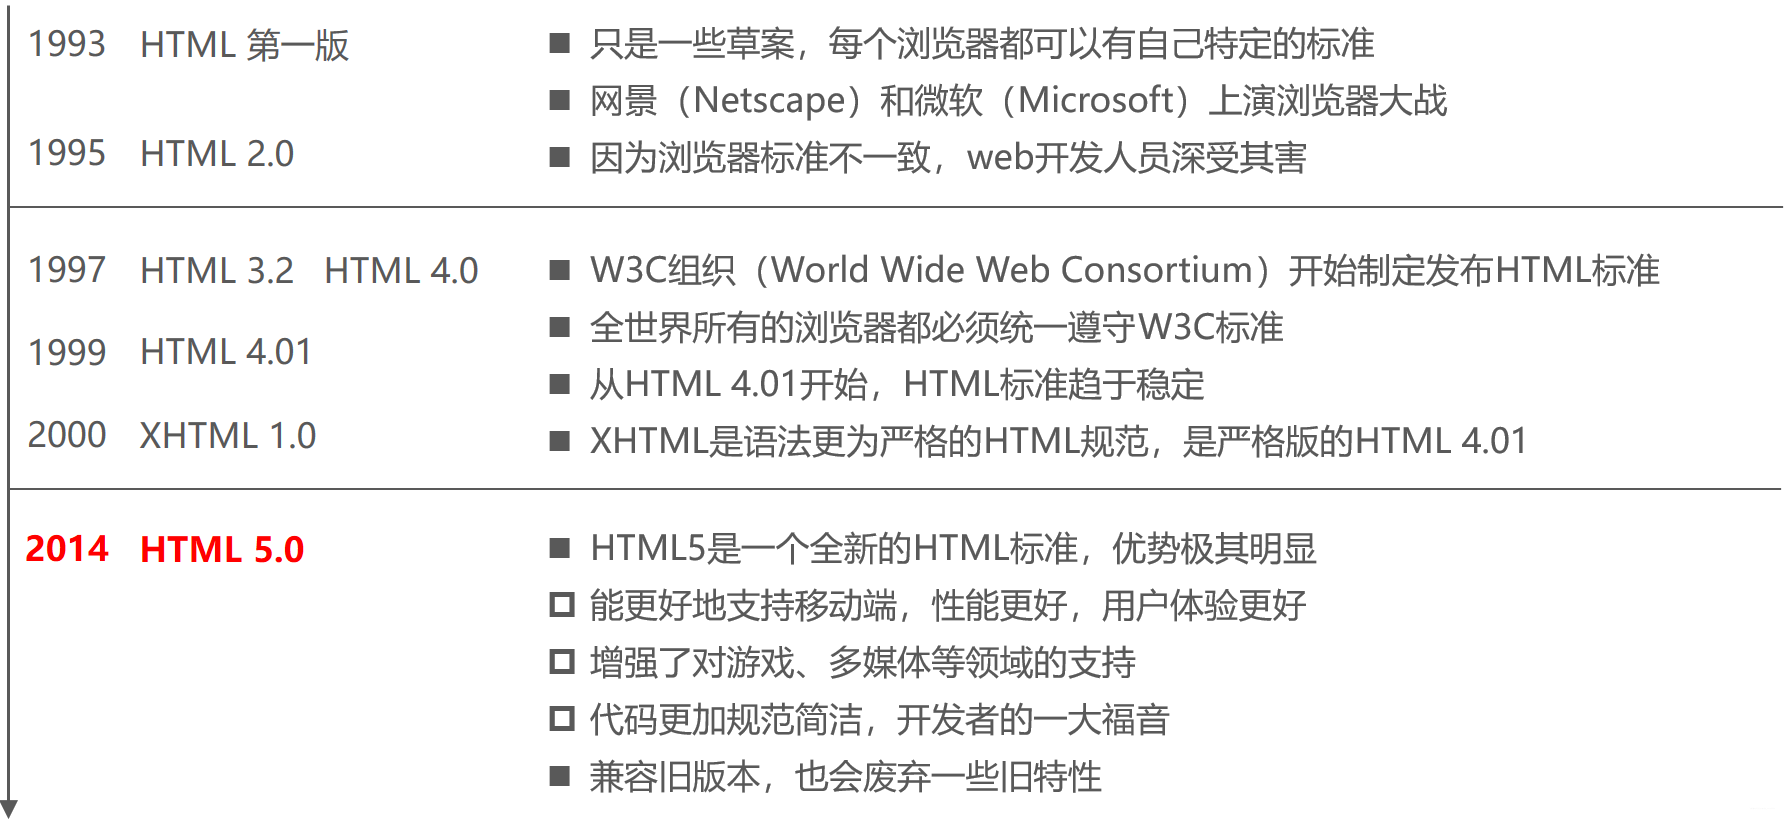 1993 HTML 第一版
■ 只是一些草案，每个浏览器都可以有自己特定的标准
■ 网景（Netscape）和微软（Microsoft）上演浏览器大战
1995 HTML 2.0
■ 因为浏览器标准不一致，web开发人员深受其害
1997 HTML 3.2 HTML 4.0
■ W3C组织（World Wide Web Consortium）开始制定发布HTML标准
■ 全世界所有的浏览器都必须统一遵守W3C标准
1999 HTML 4.01
■ 从HTML 4.01开始，HTML标准趋于稳定
2000 XHTML 1.0
■ XHTML是语法更为严格的HTML规范，是严格版的HTML 4.01
2014 HTML 5.0
■ HTML5是一个全新的HTML标准，优势极其明显
□ 能更好地支持移动端，性能更好，用户体验更好
□ 增强了对游戏、多媒体等领域的支持
□ 代码更加规范简洁，开发者的一大福音
■ 兼容旧版本，也会废弃一些旧特性